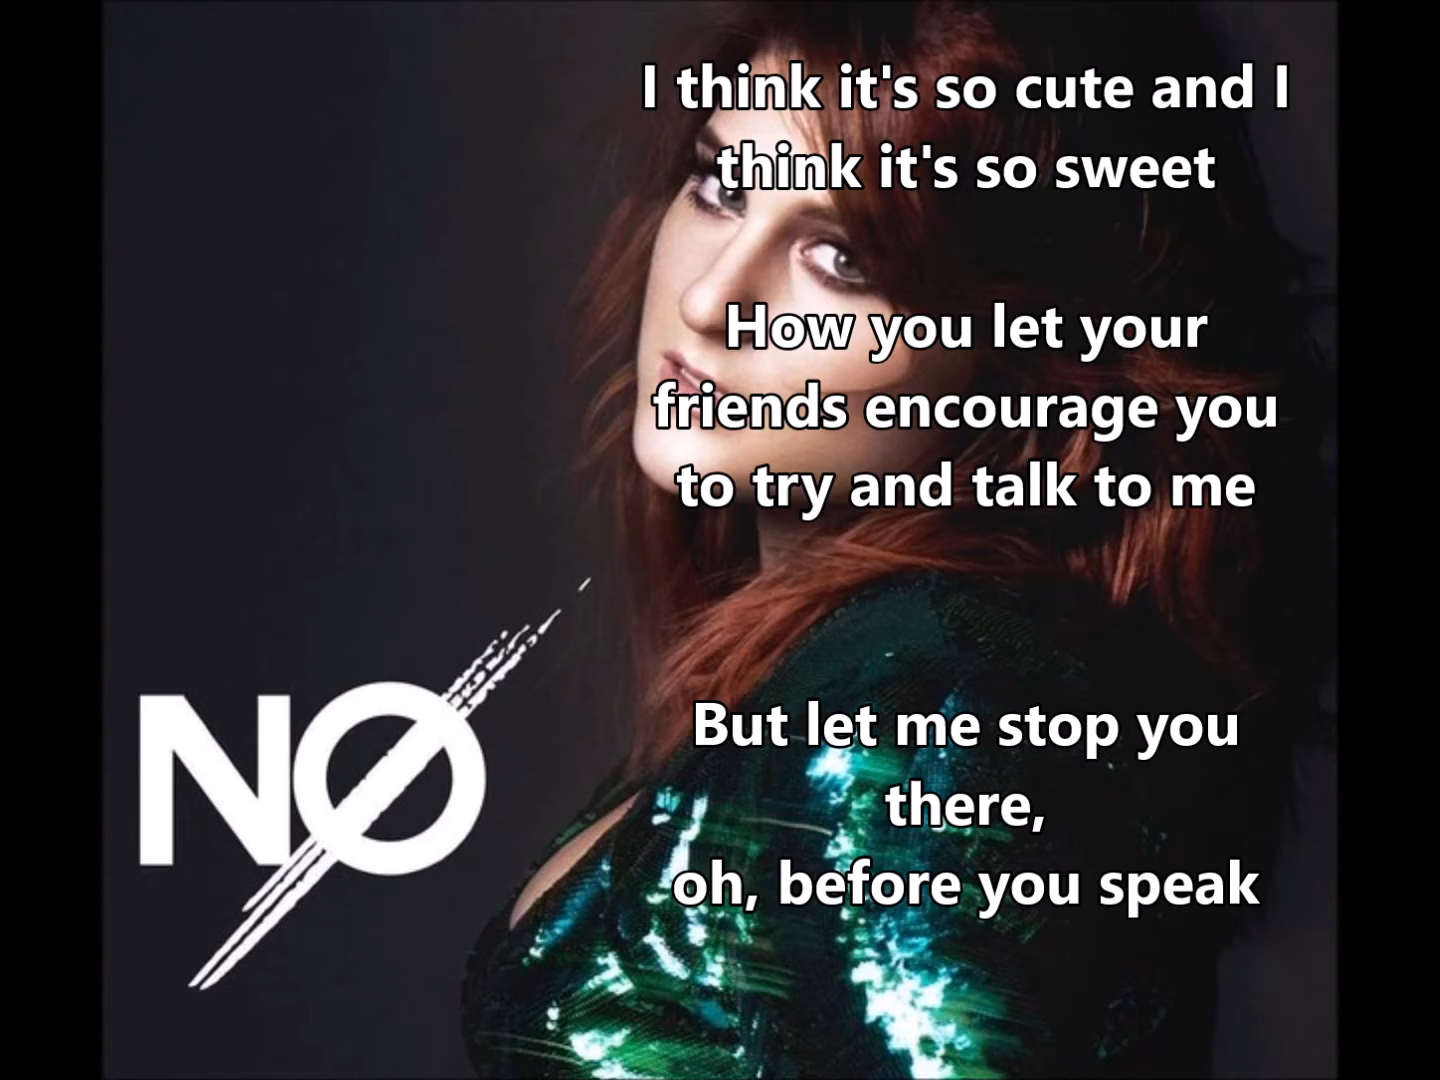 I think it's so cute and I
think it's so sweet
How you let your
friends encourage you
to try and talk to me
NO
But let me stop you
there,
oh, before you speak